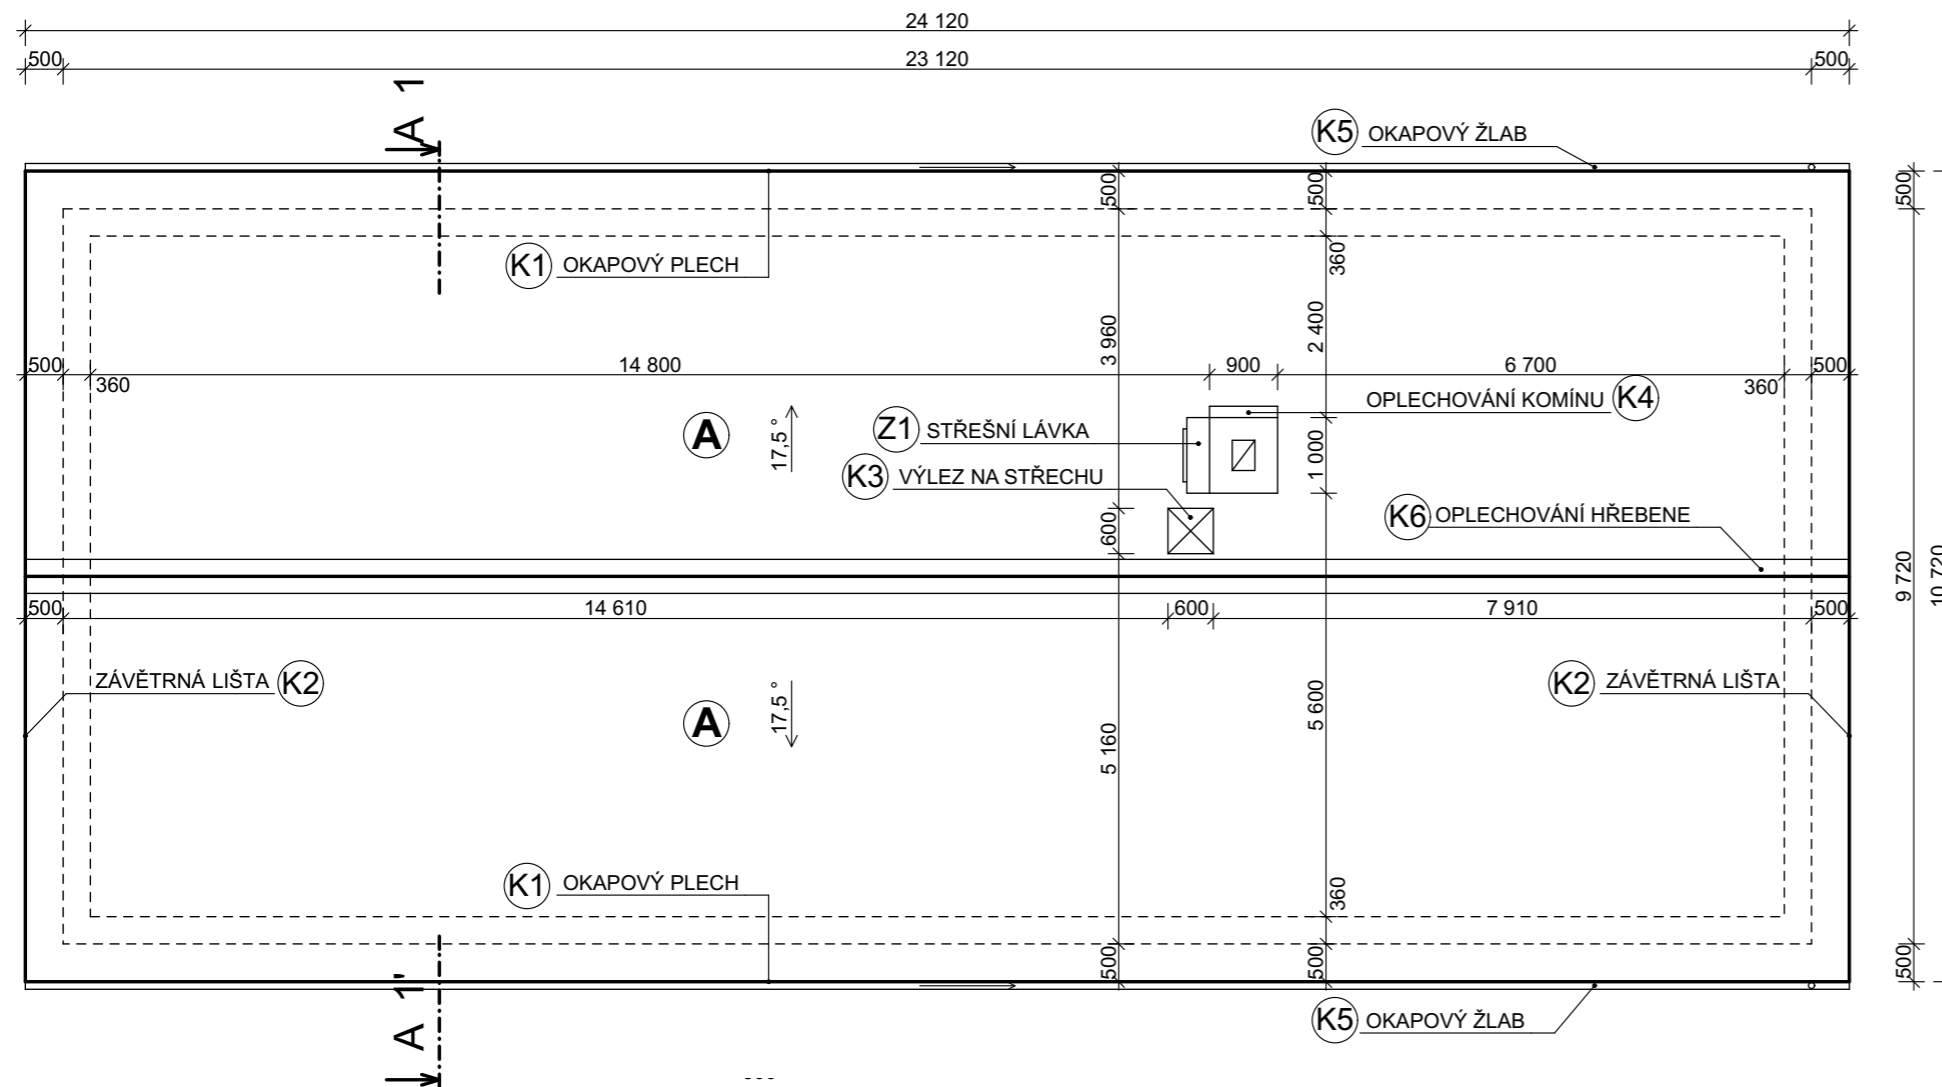 24 120
500 23 120 500
A 1
K5 OKAPOVÝ ŽLAB
500 500 500
K1 OKAPOVÝ PLECH
360
3 960 2 400
500 360 14 800 900 6 700 360 500
OPLECHOVÁNÍ KOMÍNU K4
A 17,5 °
Z1 STŘEŠNÍ LÁVKA
1 000
K3 VÝLEZ NA STŘECHU
600
K6 OPLECHOVÁNÍ HŘEBENE
9 720 10 720
500 14 610 600 7 910 500
ZÁVĚTRNÁ LIŠTA K2
K2 ZÁVĚTRNÁ LIŠTA
A 17,5 °
5 160 5 600
K1 OKAPOVÝ PLECH
360
500 500 500
A 1'
K5 OKAPOVÝ ŽLAB